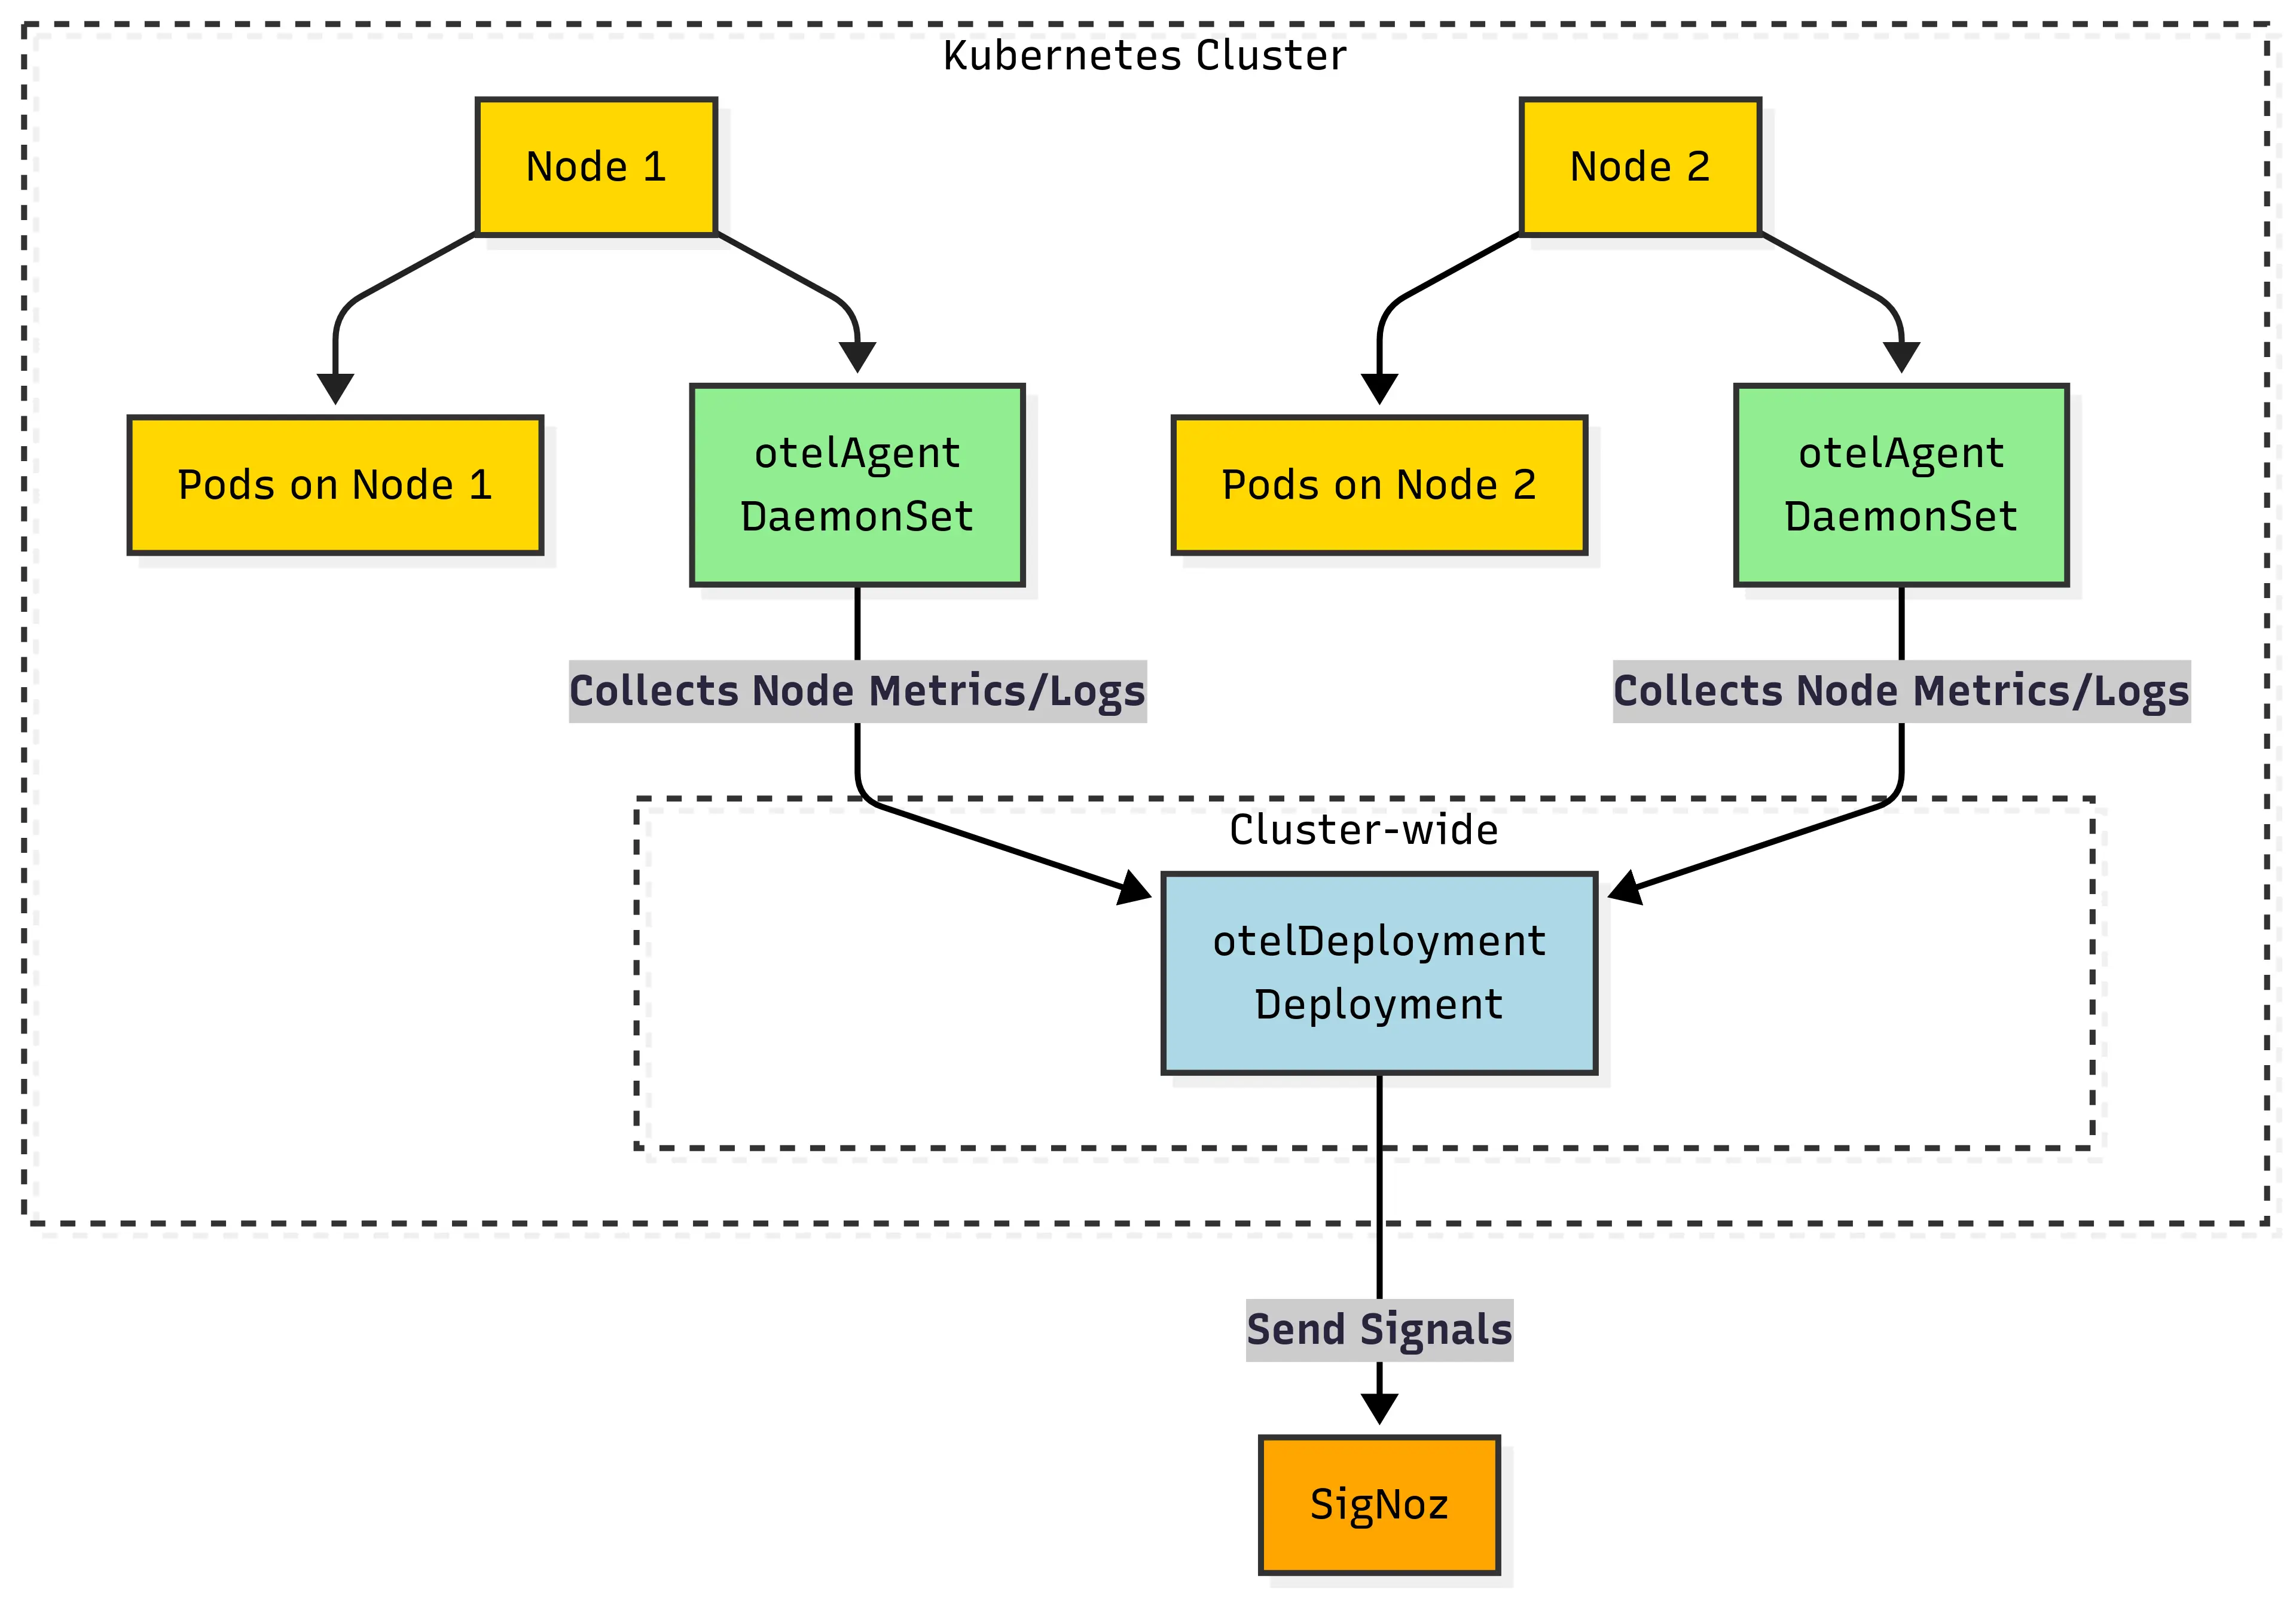 Kubernetes Cluster
Node 1
Node 2
Pods on Node 1
otelAgent
DaemonSet
Pods on Node 2
otelAgent
DaemonSet
Collects Node Metrics/Logs
Collects Node Metrics/Logs
Cluster-wide
otelDeployment
Deployment
Send Signals
SigNoz